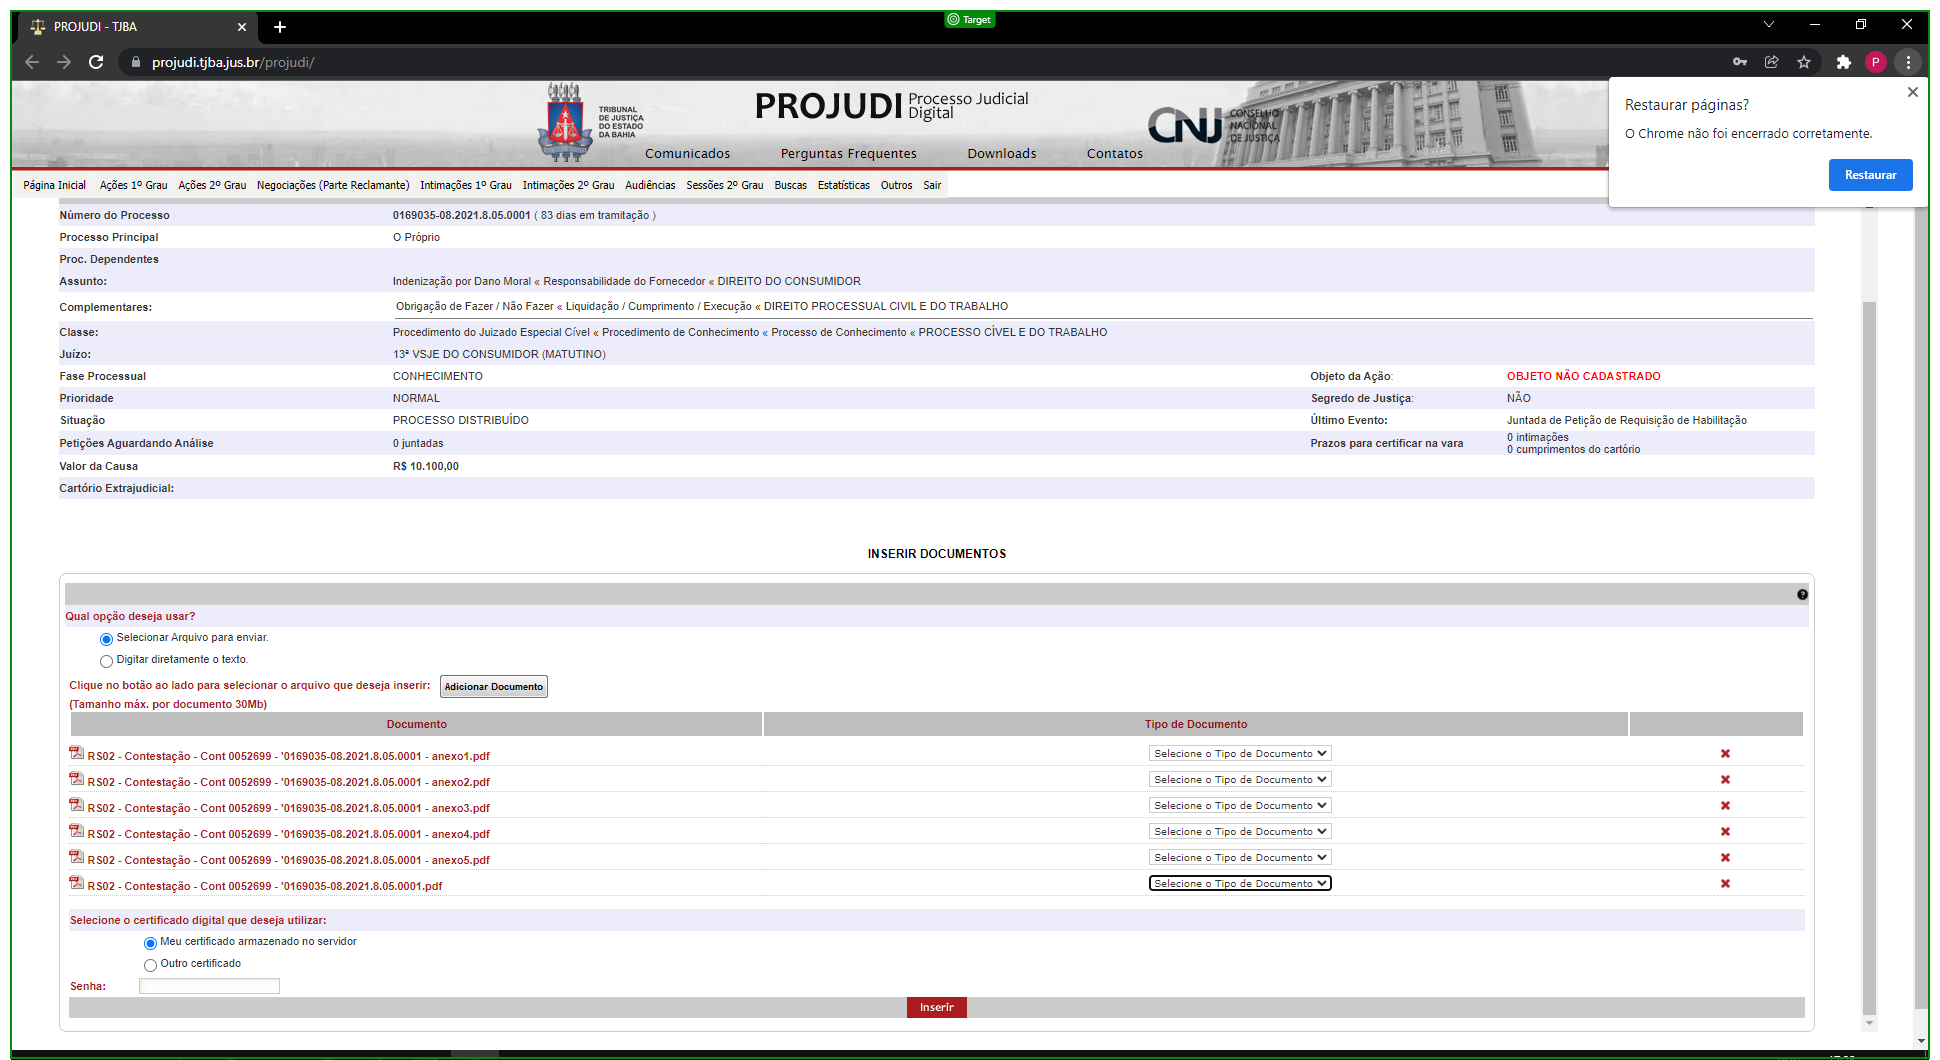 PROJUDI - TJBA
Target
projudi.tjba.jus.br/projudi/
P
TRIBUNAL
DE JUSTIÇA
DO ESTADO
DA BAHIA
PROJUDI Processo Judicial
Digital
CNJ CONSELHO
NACIONAL
DE JUSTIÇA
Comunicados Perguntas Frequentes Downloads Contatos
Restaurar páginas?
O Chrome não foi encerrado corretamente.
Restaurar
Página Inicial Ações 1º Grau Ações 2º Grau Negociações (Parte Reclamante) Intimações 1º Grau Intimações 2º Grau Audiências Sessões 2º Grau Buscas Estatísticas Outros Sair
Número do Processo 0169035-08.2021.8.05.0001 ( 83 dias em tramitação )
Processo Principal O Próprio
Proc. Dependentes
Assunto: Indenização por Dano Moral « Responsabilidade do Fornecedor « DIREITO DO CONSUMIDOR
Complementares: Obrigação de Fazer / Não Fazer « Liquidação / Cumprimento / Execução « DIREITO PROCESSUAL CIVIL E DO TRABALHO
Classe: Procedimento do Juizado Especial Cível « Procedimento de Conhecimento « Processo de Conhecimento « PROCESSO CÍVEL E DO TRABALHO
Juízo: 13ª VSJE DO CONSUMIDOR (MATUTINO)
Fase Processual CONHECIMENTO Objeto da Ação: OBJETO NÃO CADASTRADO
Prioridade NORMAL Segredo de Justiça: NÃO
Situação PROCESSO DISTRIBUÍDO Último Evento: Juntada de Petição de Requisição de Habilitação
Petições Aguardando Análise 0 juntadas Prazos para certificar na vara 0 intimações
0 cumprimentos do cartório
Valor da Causa R$ 10.100,00
Cartório Extrajudicial:
INSERIR DOCUMENTOS
Qual opção deseja usar?
Selecionar Arquivo para enviar.
Digitar diretamente o texto.
Clique no botão ao lado para selecionar o arquivo que deseja inserir: Adicionar Documento
(Tamanho máx. por documento 30Mb)
Documento Tipo de Documento
RS02 - Contestação - Cont 0052699 - '0169035-08.2021.8.05.0001 - anexo1.pdf Selecione o Tipo de Documento
RS02 - Contestação - Cont 0052699 - '0169035-08.2021.8.05.0001 - anexo2.pdf Selecione o Tipo de Documento
RS02 - Contestação - Cont 0052699 - '0169035-08.2021.8.05.0001 - anexo3.pdf Selecione o Tipo de Documento
RS02 - Contestação - Cont 0052699 - '0169035-08.2021.8.05.0001 - anexo4.pdf Selecione o Tipo de Documento
RS02 - Contestação - Cont 0052699 - '0169035-08.2021.8.05.0001 - anexo5.pdf Selecione o Tipo de Documento
RS02 - Contestação - Cont 0052699 - '0169035-08.2021.8.05.0001.pdf Selecione o Tipo de Documento
Selecione o certificado digital que deseja utilizar:
Meu certificado armazenado no servidor
Outro certificado
Senha:
Inserir